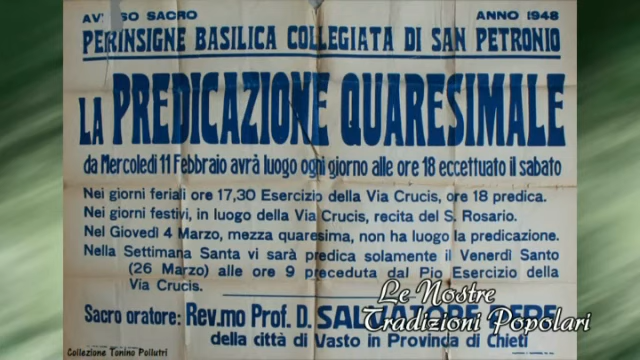 AVVISO SACRO ANNO 1948
PERINSIGNE BASILICA COLLEGIATA DI SAN PETRONIO
LA PREDICAZIONE QUARESIMALE
da Mercoledì 11 Febbraio avrà luogo ogni giorno alle ore 18 eccettuato il sabato
Nei giorni feriali ore 17,30 Esercizio della Via Crucis, ore 18 predica.
Nei giorni festivi, in luogo della Via Crucis, recita del S. Rosario.
Nel Giovedì 4 Marzo, mezza quaresima, non ha luogo la predicazione.
Nella Settimana Santa vi sarà predica solamente il Venerdì Santo
(26 Marzo) alle ore 9 preceduta dal Pio Esercizio della
Via Crucis.
Sacro oratore: Rev.mo Prof. D. SALVATORE PEPE
della città di Vasto in Provincia di Chieti
Le Nostre
Tradizioni Popolari
Collezione Tonino Pollutri